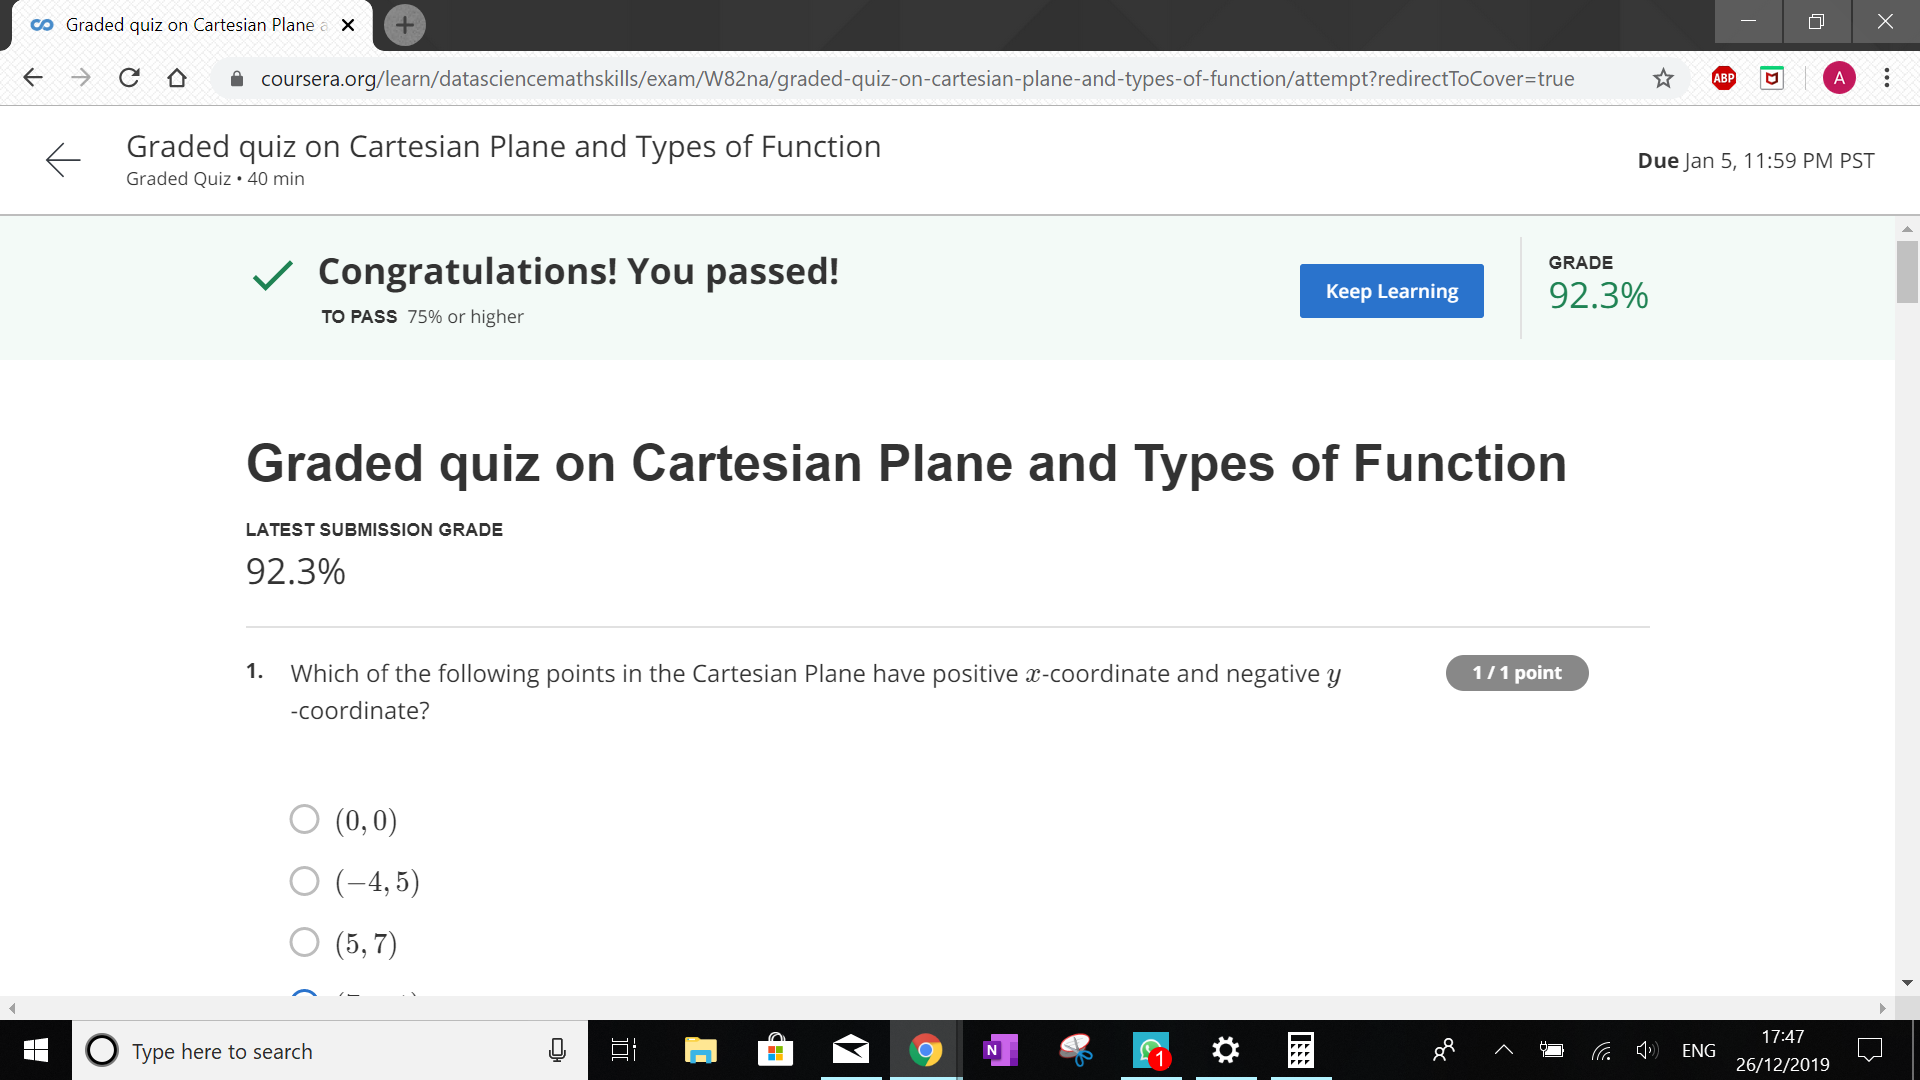 Graded quiz on Cartesian Plane a
coursera.org/learn/datasciencemathskills/exam/W82na/graded-quiz-on-cartesian-plane-and-types-of-function/attempt?redirectToCover=true
ABP
A
Graded quiz on Cartesian Plane and Types of Function
Graded Quiz • 40 min
Due Jan 5, 11:59 PM PST
Congratulations! You passed!
TO PASS 75% or higher
Keep Learning
GRADE
92.3%
Graded quiz on Cartesian Plane and Types of Function
LATEST SUBMISSION GRADE
92.3%
1. Which of the following points in the Cartesian Plane have positive x-coordinate and negative y
-coordinate?
1 / 1 point
(0, 0)
(−4, 5)
(5, 7)
Type here to search
N
1
ENG
17:47
26/12/2019